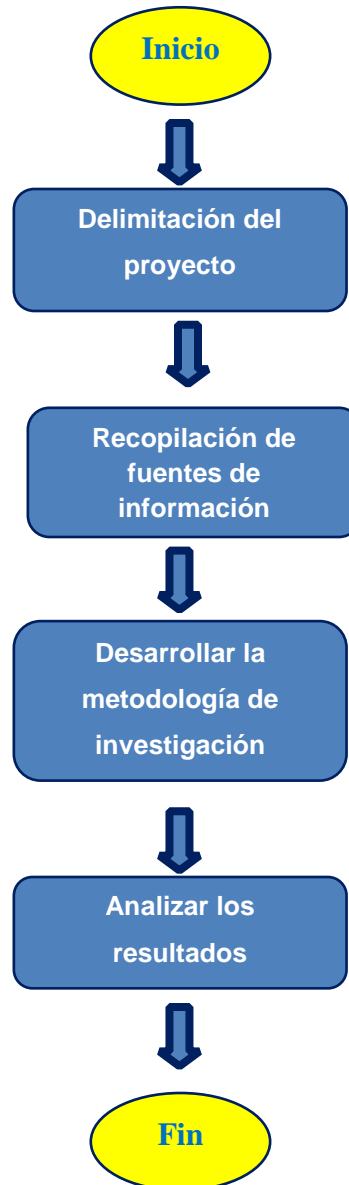 Inicio
Delimitación del
proyecto
Recopilación de
fuentes de
información
Desarrollar la
metodología de
investigación
Analizar los
resultados
Fin